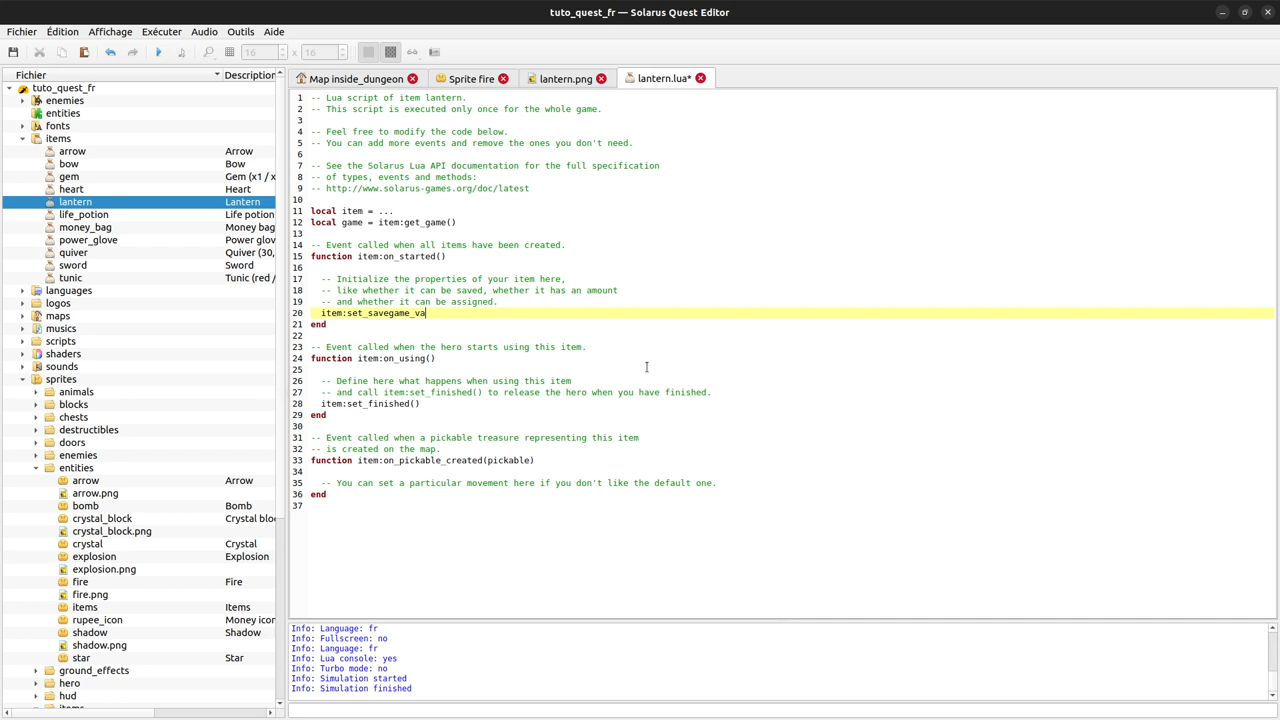 tuto_quest_fr — Solarus Quest Editor
Fichier Édition Affichage Exécuter Audio Outils Aide
16 x 16
Fichier Description
tuto_quest_fr
enemies
entities
fonts
items
arrow Arrow
bow Bow
gem Gem (x1 / x
heart Heart
lantern Lantern
life_potion Life potion
money_bag Money bag
power_glove Power glov
quiver Quiver (30,
sword Sword
tunic Tunic (red /
languages
logos
maps
musics
scripts
shaders
sounds
sprites
animals
blocks
chests
destructibles
doors
enemies
entities
arrow Arrow
arrow.png
bomb Bomb
crystal_block Crystal bloc
crystal_block.png
crystal Crystal
explosion Explosion
explosion.png
fire Fire
fire.png
items Items
rupee_icon Money icon
shadow Shadow
shadow.png
star Star
ground_effects
hero
hud
items
Map inside_dungeon Sprite fire lantern.png lantern.lua*
1 -- Lua script of item lantern.
2 -- This script is executed only once for the whole game.
3
4 -- Feel free to modify the code below.
5 -- You can add more events and remove the ones you don't need.
6
7 -- See the Solarus Lua API documentation for the full specification
8 -- of types, events and methods:
9 -- http://www.solarus-games.org/doc/latest
10
11 local item = ...
12 local game = item:get_game()
13
14 -- Event called when all items have been created.
15 function item:on_started()
16
17 -- Initialize the properties of your item here,
18 -- like whether it can be saved, whether it has an amount
19 -- and whether it can be assigned.
20 item:set_savegame_va
21 end
22
23 -- Event called when the hero starts using this item.
24 function item:on_using()
25
26 -- Define here what happens when using this item
27 -- and call item:set_finished() to release the hero when you have finished.
28 item:set_finished()
29 end
30
31 -- Event called when a pickable treasure representing this item
32 -- is created on the map.
33 function item:on_pickable_created(pickable)
34
35 -- You can set a particular movement here if you don't like the default one.
36 end
37
Info: Language: fr
Info: Fullscreen: no
Info: Language: fr
Info: Lua console: yes
Info: Turbo mode: no
Info: Simulation started
Info: Simulation finished